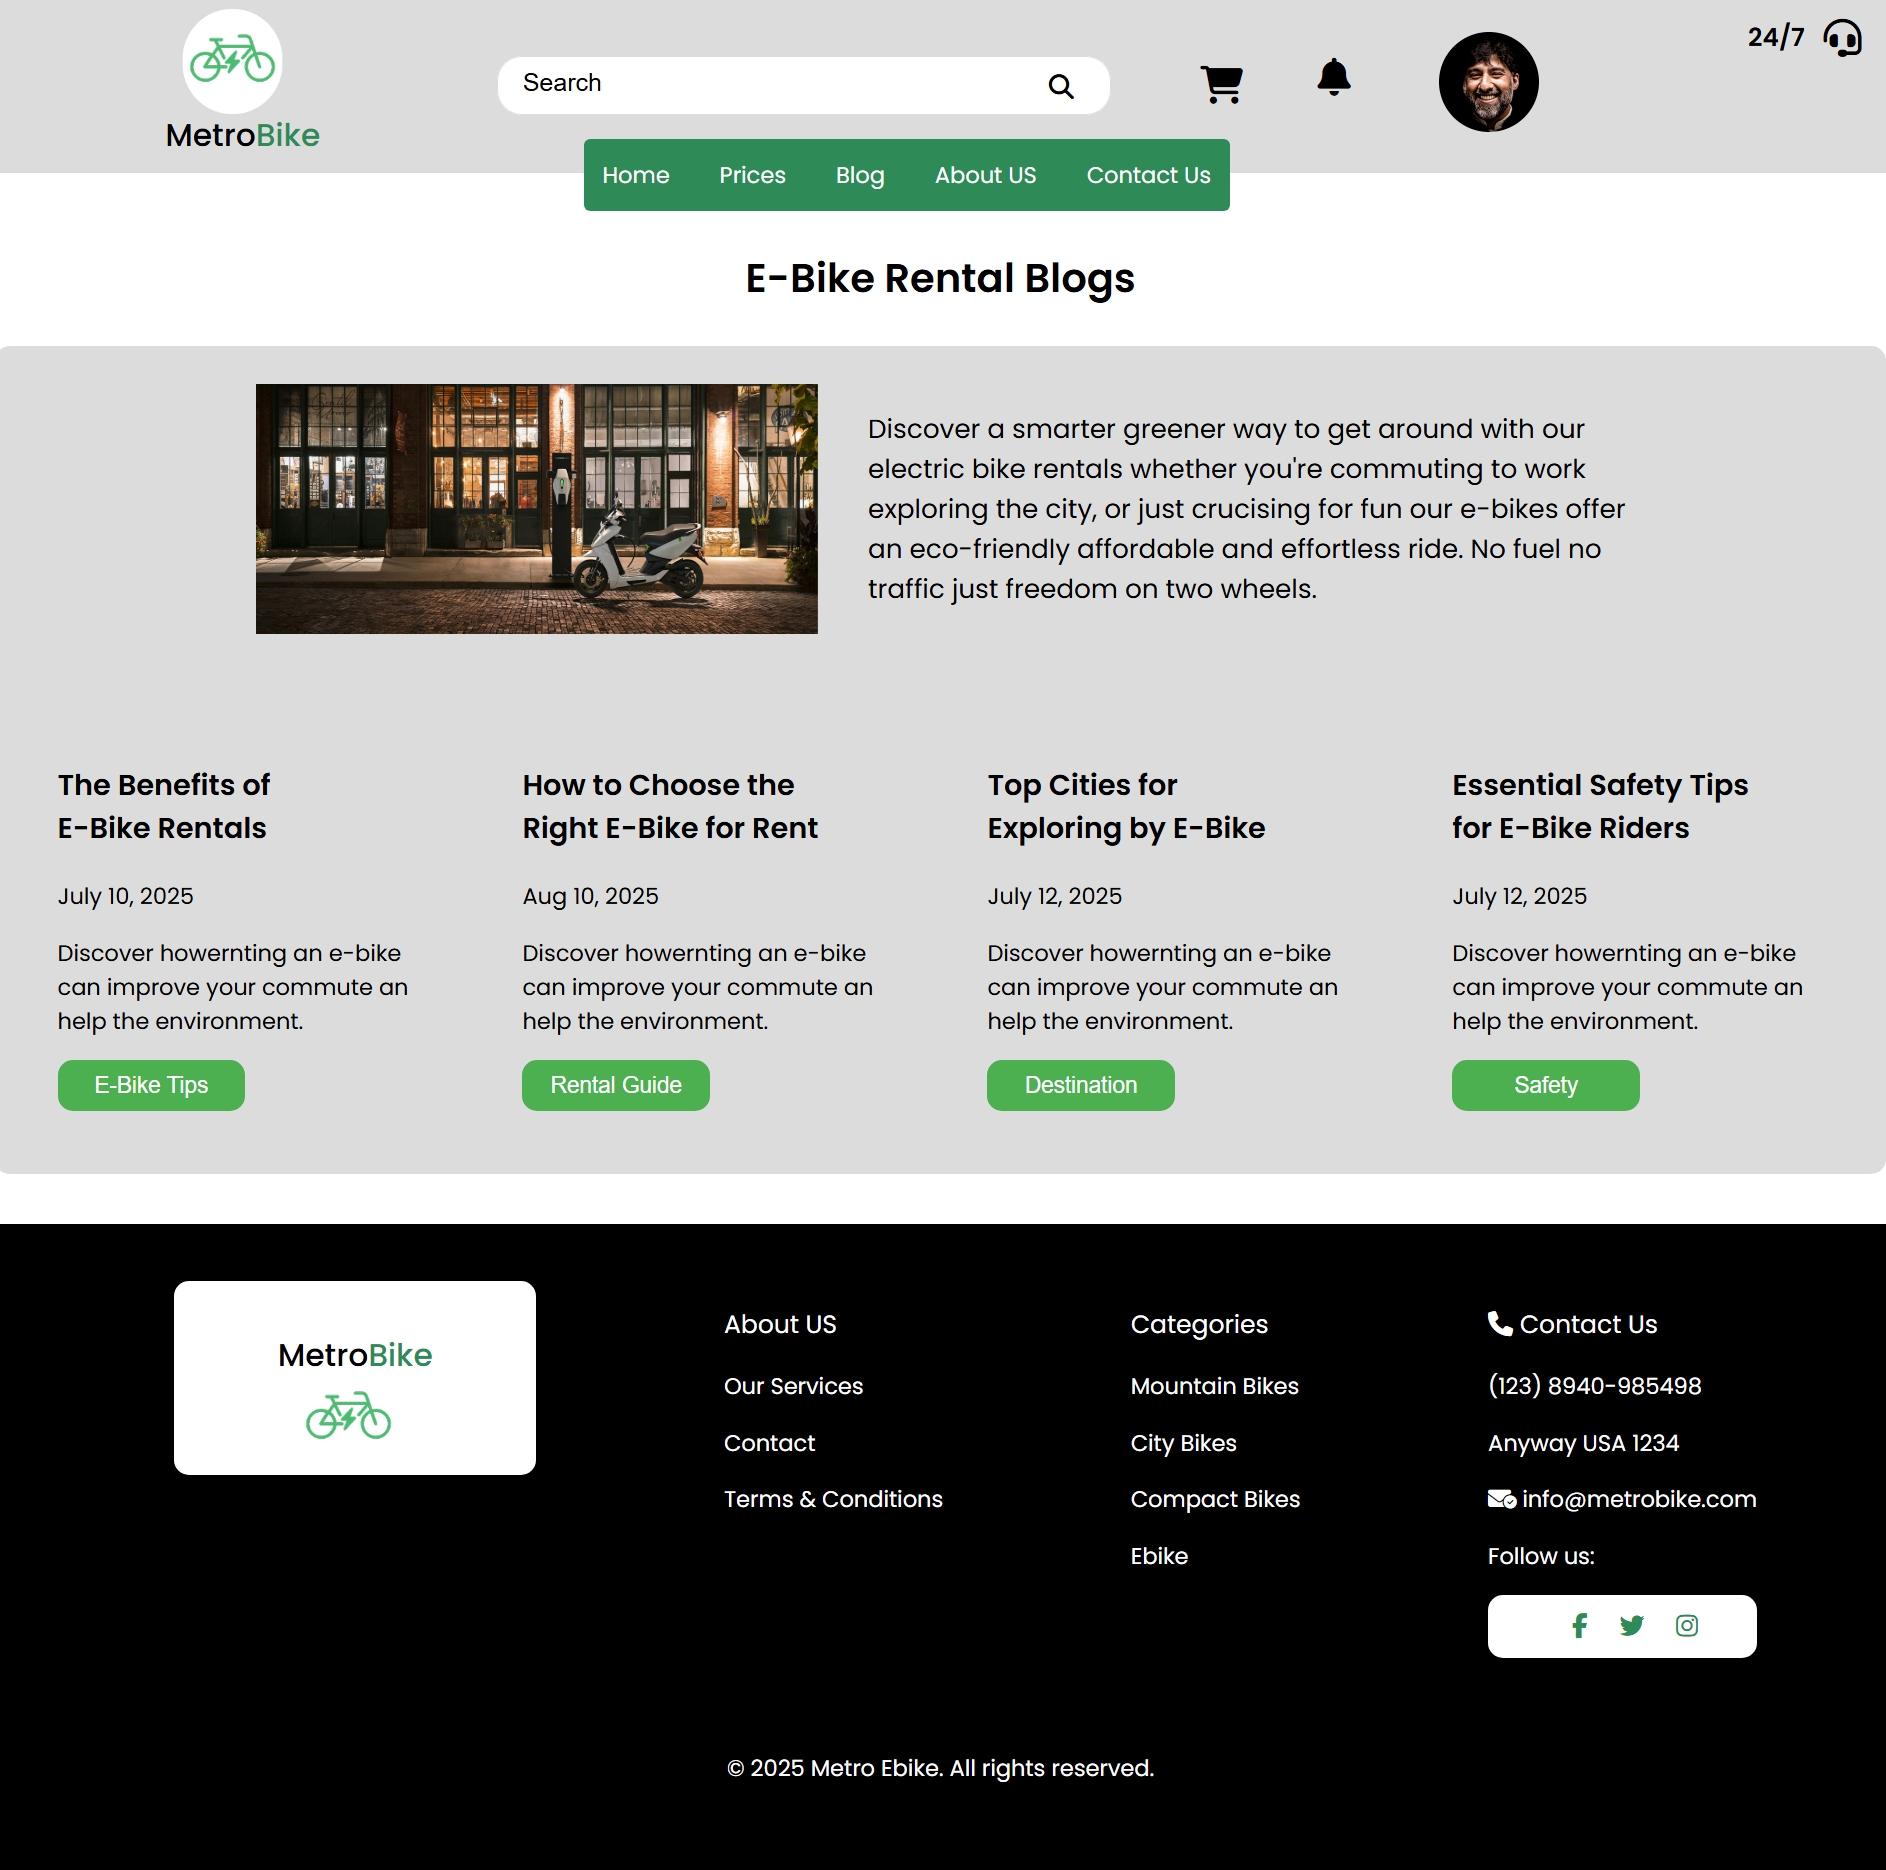 24/7
Search
MetroBike
Home Prices Blog About US Contact Us
E-Bike Rental Blogs
Discover a smarter greener way to get around with our
electric bike rentals whether you're commuting to work
exploring the city, or just crucising for fun our e-bikes offer
an eco-friendly affordable and effortless ride. No fuel no
traffic just freedom on two wheels.
The Benefits of
E-Bike Rentals
July 10, 2025
Discover howernting an e-bike
can improve your commute an
help the environment.
E-Bike Tips
How to Choose the
Right E-Bike for Rent
Aug 10, 2025
Discover howernting an e-bike
can improve your commute an
help the environment.
Rental Guide
Top Cities for
Exploring by E-Bike
July 12, 2025
Discover howernting an e-bike
can improve your commute an
help the environment.
Destination
Essential Safety Tips
for E-Bike Riders
July 12, 2025
Discover howernting an e-bike
can improve your commute an
help the environment.
Safety
MetroBike
About US
Our Services
Contact
Terms & Conditions
Categories
Mountain Bikes
City Bikes
Compact Bikes
Ebike
Contact Us
(123) 8940-985498
Anyway USA 1234
info@metrobike.com
Follow us:
© 2025 Metro Ebike. All rights reserved.